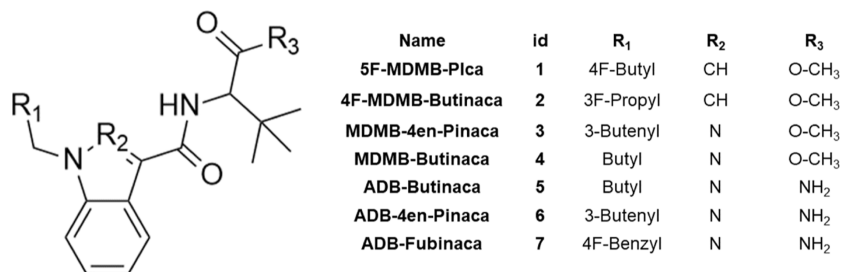 O
R3
R1
HN
R2
N
O
Name id R1 R2 R3
5F-MDMB-PIca 1 4F-Butyl CH O-CH3
4F-MDMB-Butinaca 2 3F-Propyl CH O-CH3
MDMB-4en-Pinaca 3 3-Butenyl N O-CH3
MDMB-Butinaca 4 Butyl N O-CH3
ADB-Butinaca 5 Butyl N NH2
ADB-4en-Pinaca 6 3-Butenyl N NH2
ADB-Fubinaca 7 4F-Benzyl N NH2